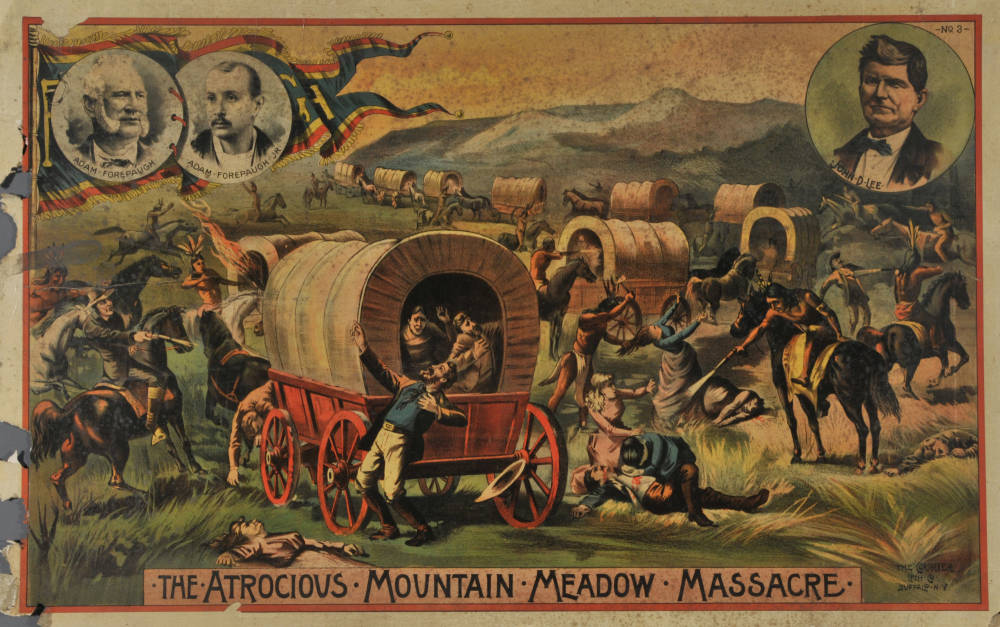 ADAM·FOREPAUGH
ADAM·FOREPAUGH·JR
-No 3-
JOHN·D·LEE·
·THE·ATROCIOUS·MOUNTAIN·MEADOW·MASSACRE·
THE COURIER
LITH Co
BUFFALO·N.Y.